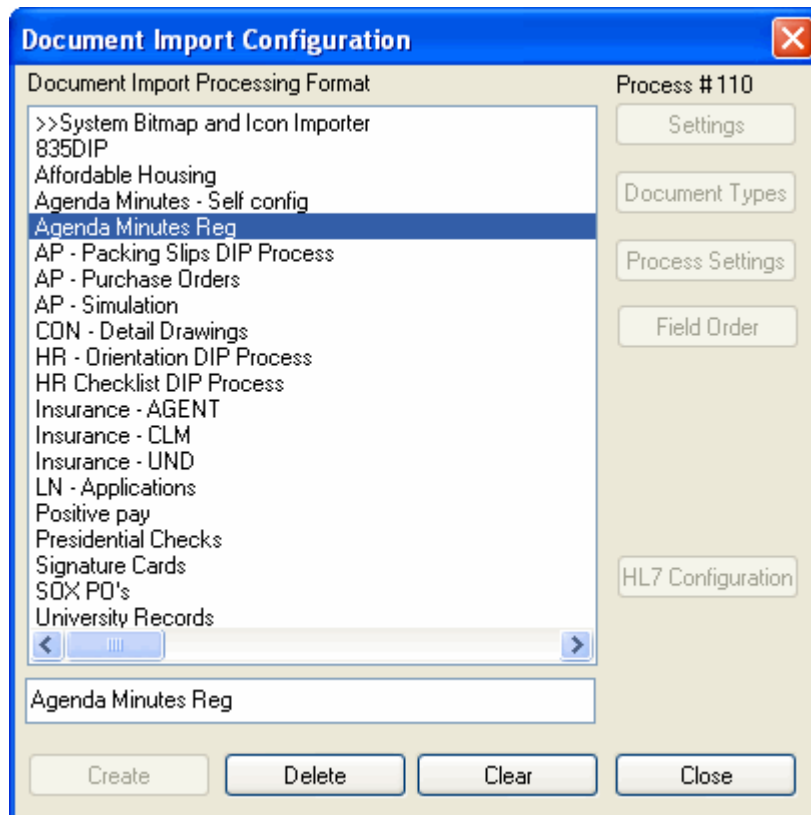 Document Import Configuration
Document Import Processing Format
Process # 110
>>System Bitmap and Icon Importer
835DIP
Affordable Housing
Agenda Minutes - Self config
Agenda Minutes Reg
AP - Packing Slips DIP Process
AP - Purchase Orders
AP - Simulation
CON - Detail Drawings
HR - Orientation DIP Process
HR Checklist DIP Process
Insurance - AGENT
Insurance - CLM
Insurance - UND
LN - Applications
Positive pay
Presidential Checks
Signature Cards
SOX PO's
University Records
Settings
Document Types
Process Settings
Field Order
HL7 Configuration
Agenda Minutes Reg
Create
Delete
Clear
Close